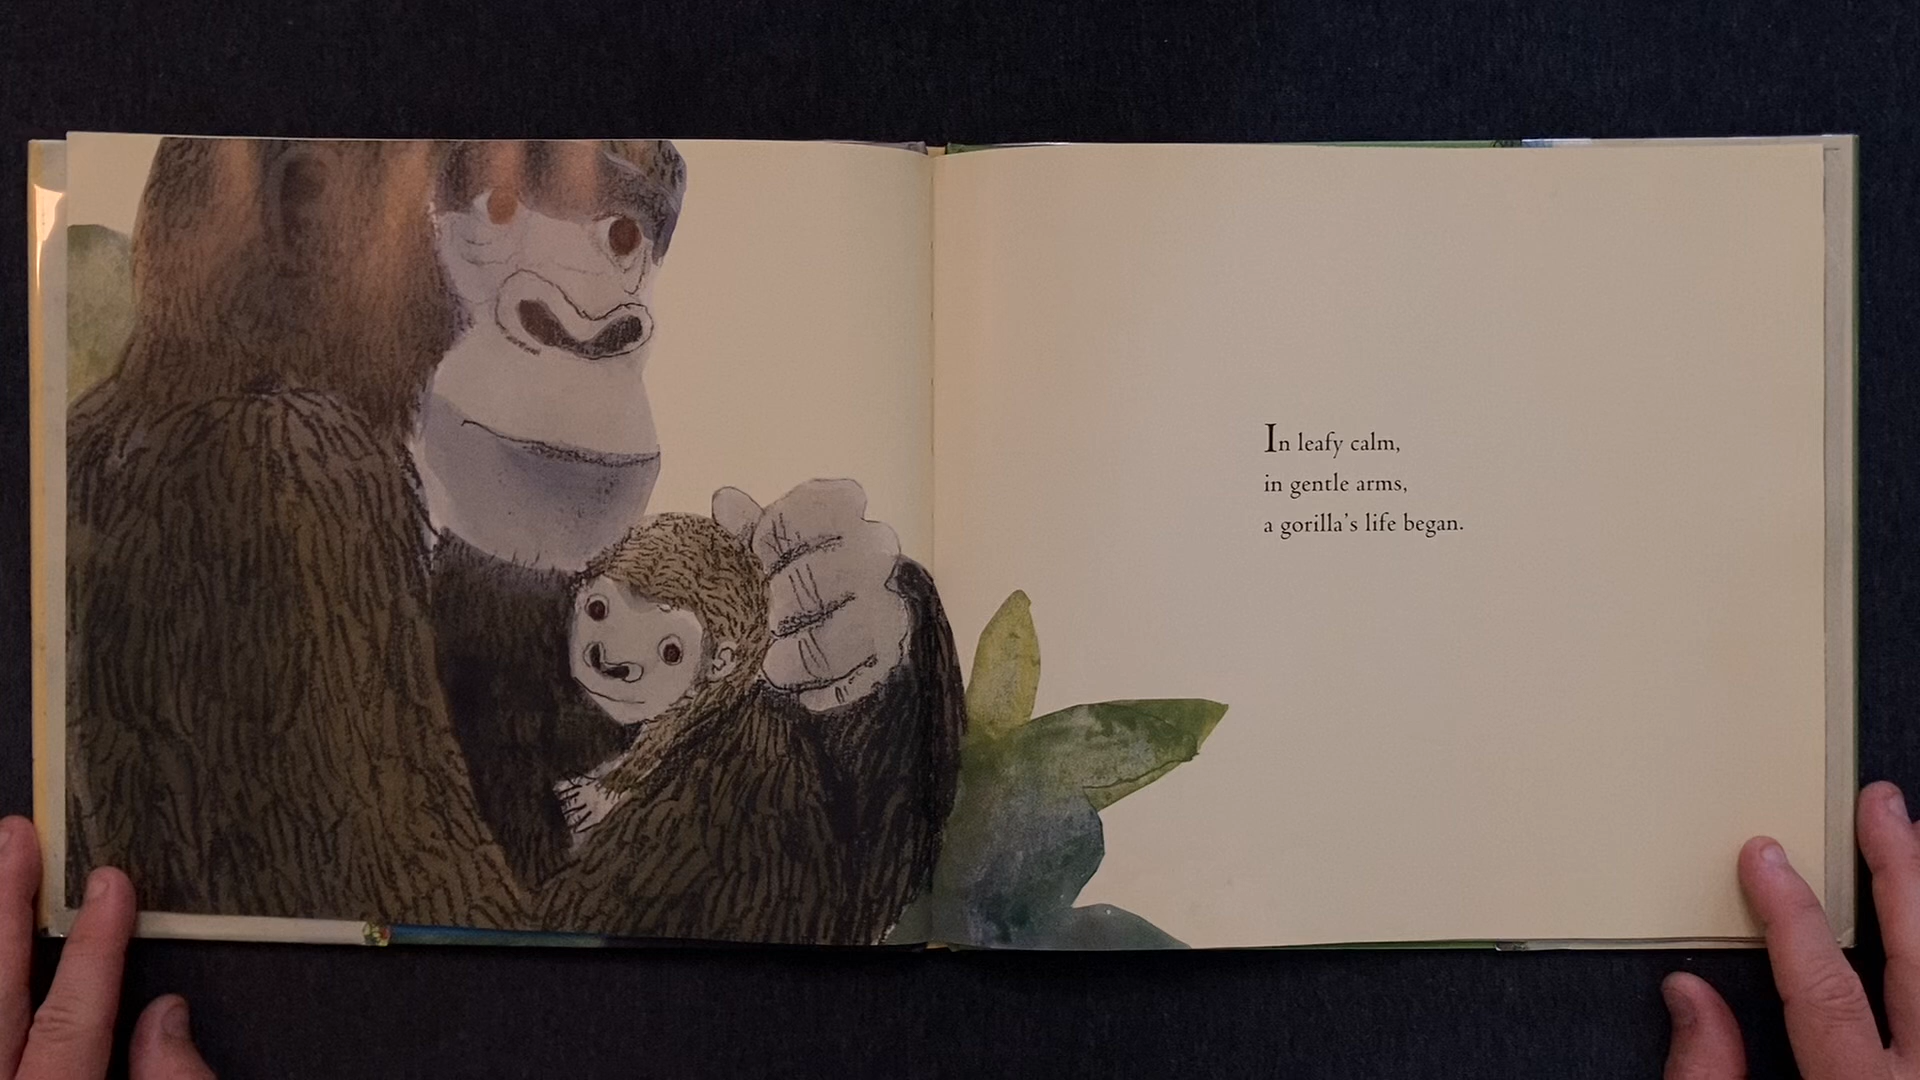 In leafy calm,
in gentle arms,
a gorilla's life began.